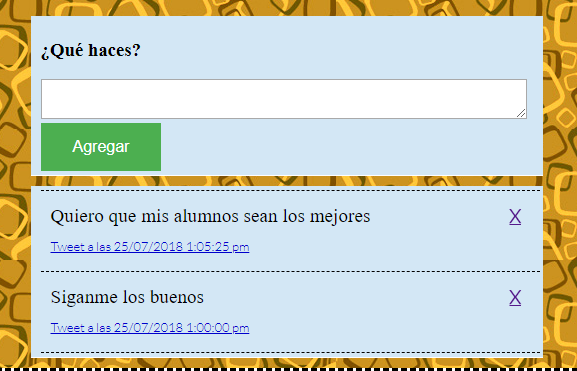 ¿Qué haces?
Agregar
Quiero que mis alumnos sean los mejores X
Tweet a las 25/07/2018 1:05:25 pm
Siganme los buenos X
Tweet a las 25/07/2018 1:00:00 pm